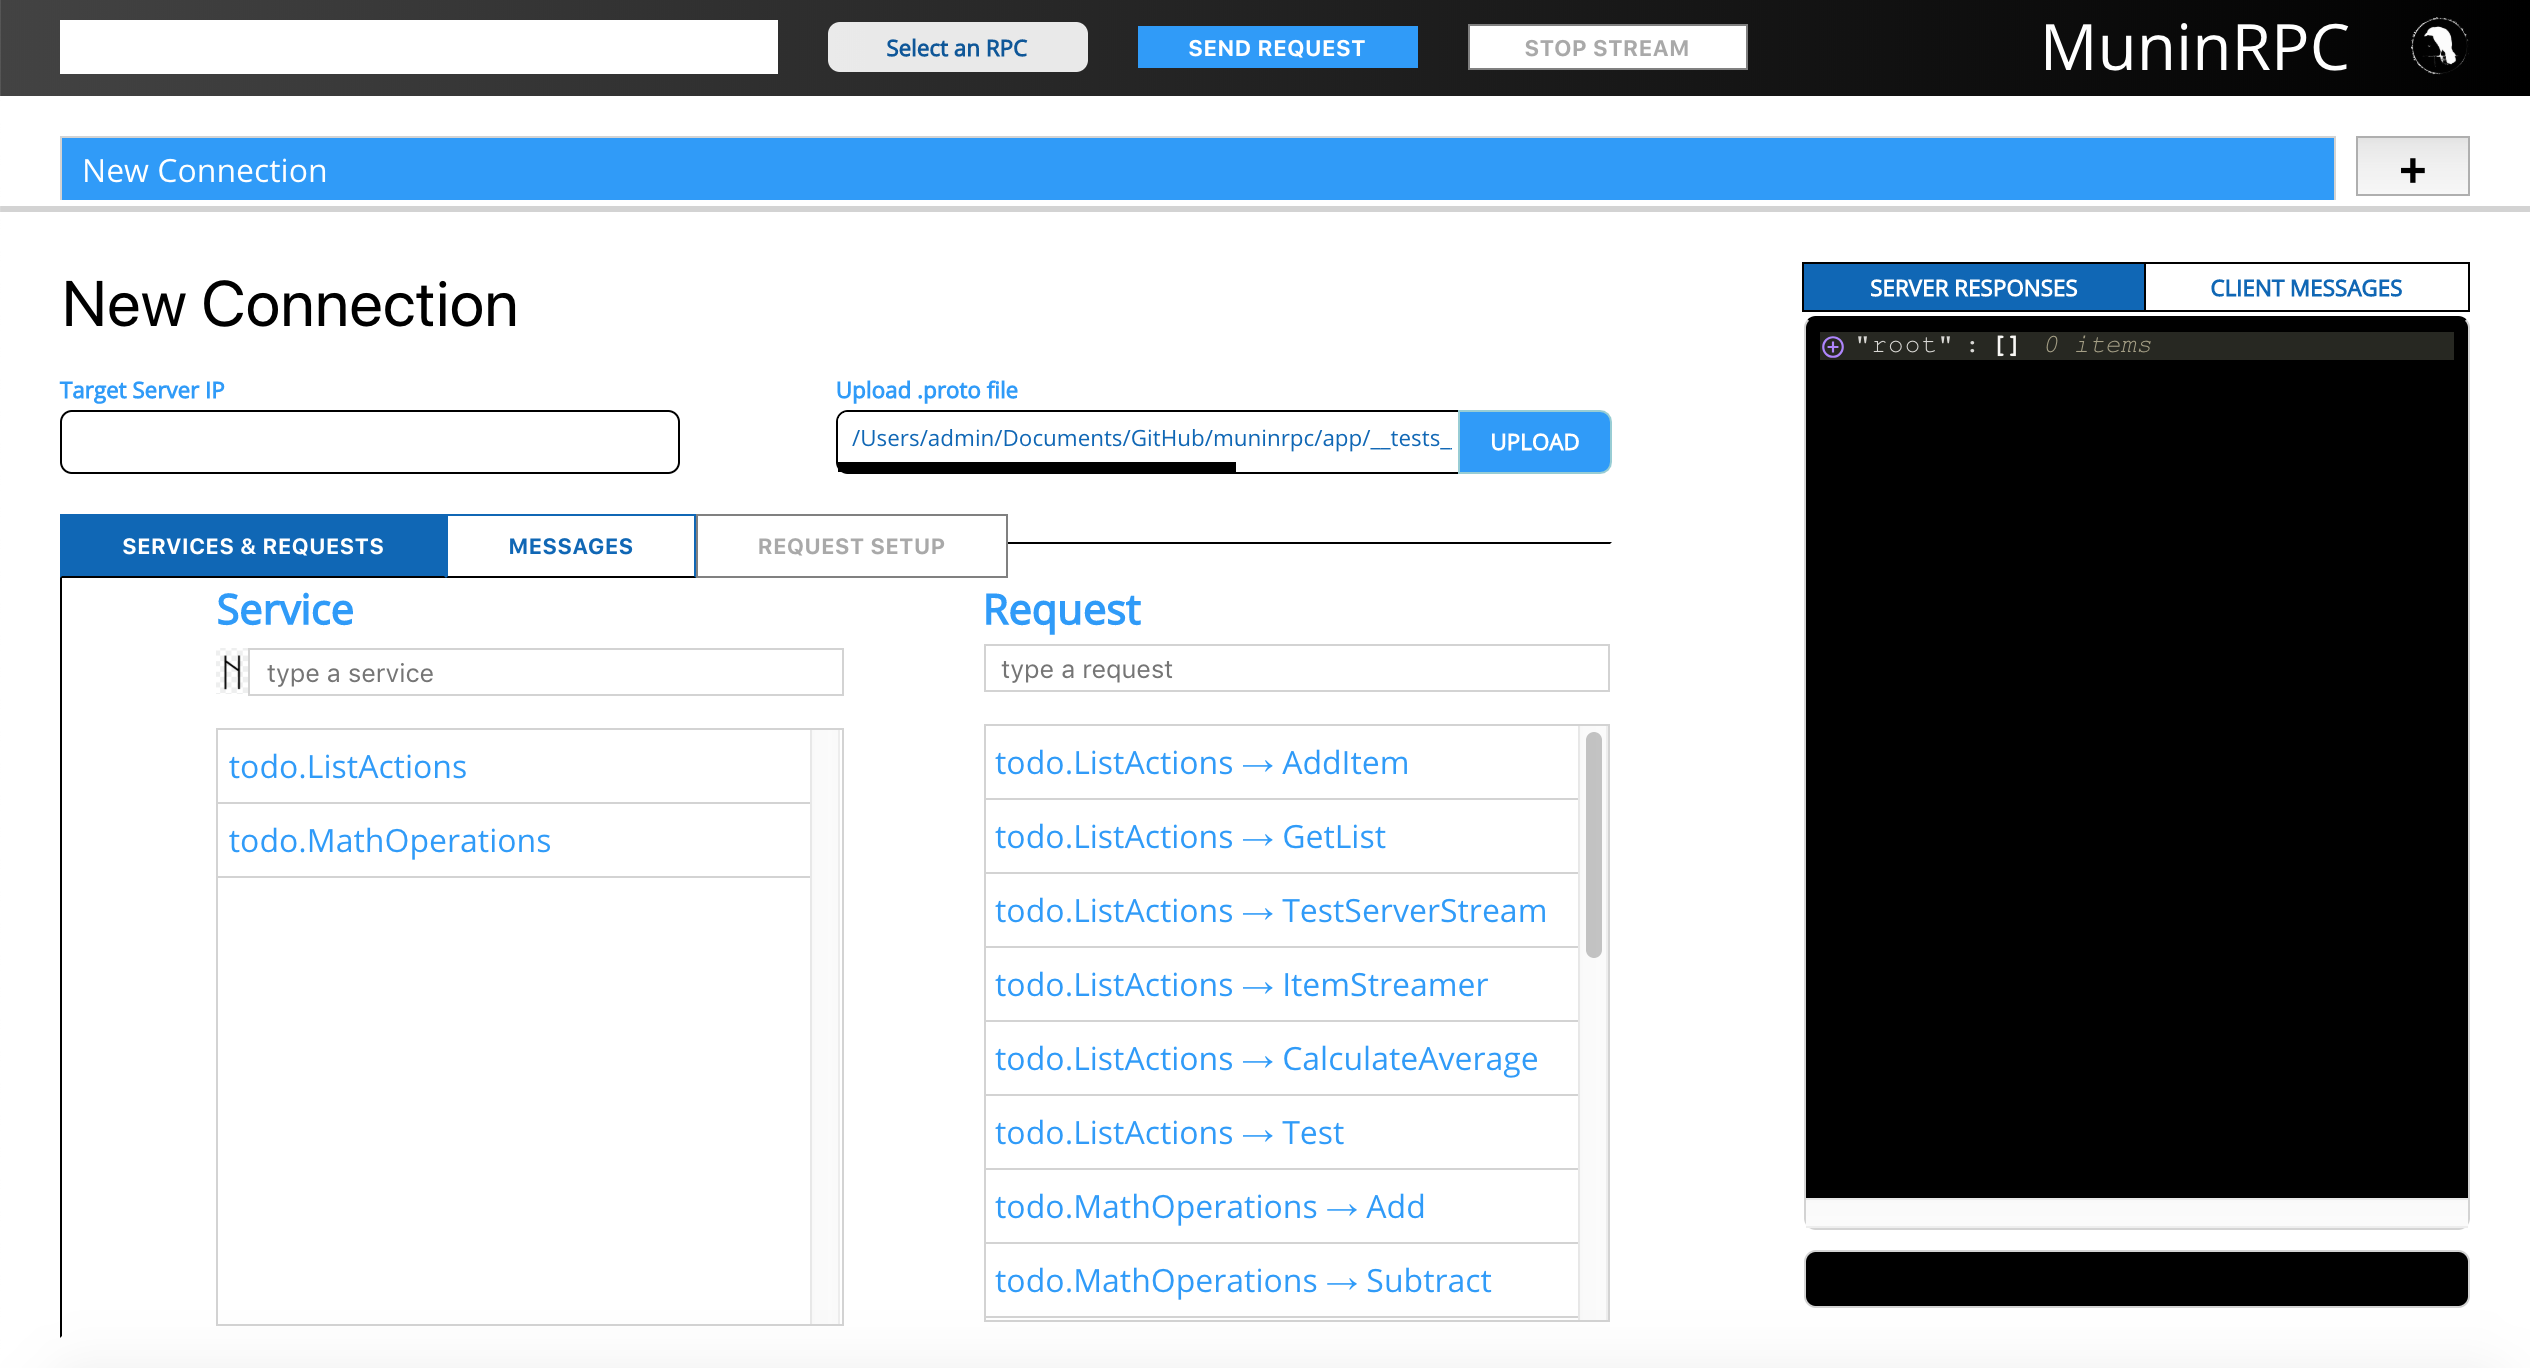 Select an RPC
SEND REQUEST
STOP STREAM
MuninRPC
New Connection
+
New Connection
Target Server IP
Upload .proto file
/Users/admin/Documents/GitHub/muninrpc/app/__tests_
UPLOAD
SERVICES & REQUESTS
MESSAGES
REQUEST SETUP
Service
type a service
todo.ListActions
todo.MathOperations
Request
type a request
todo.ListActions → AddItem
todo.ListActions → GetList
todo.ListActions → TestServerStream
todo.ListActions → ItemStreamer
todo.ListActions → CalculateAverage
todo.ListActions → Test
todo.MathOperations → Add
todo.MathOperations → Subtract
SERVER RESPONSES
CLIENT MESSAGES
"root" : [] 0 items